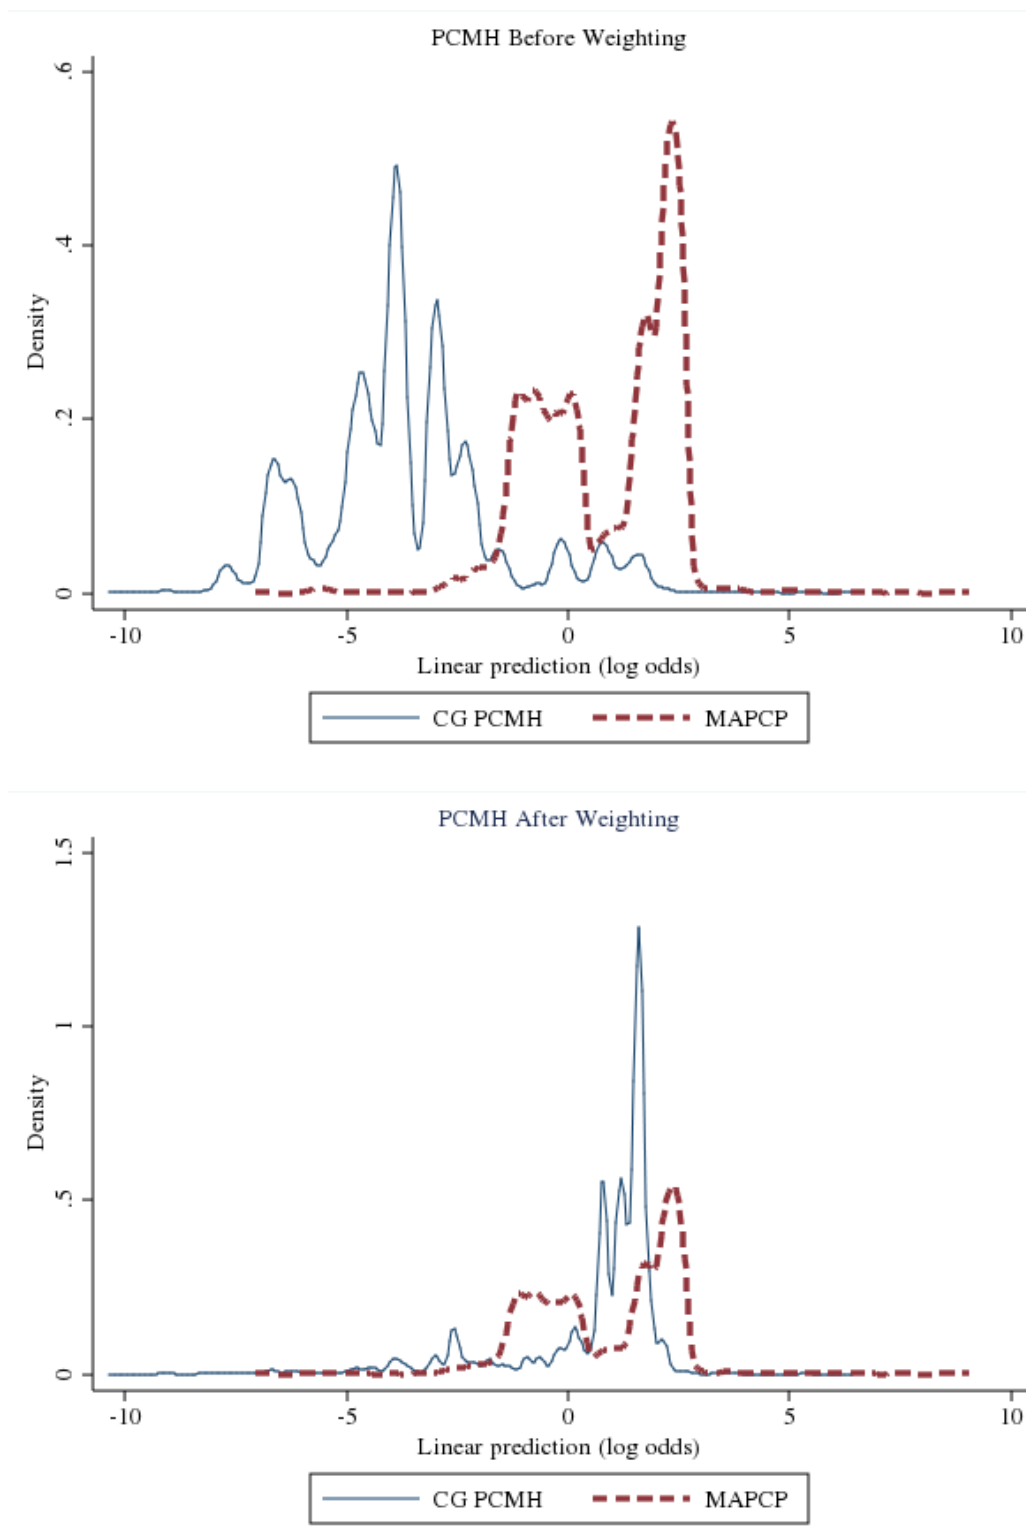 PCMH Before Weighting
.6
.4
.2
0
Density
-10 -5 0 5 10
Linear prediction (log odds)
CG PCMH MAPCP
PCMH After Weighting
1.5
1
.5
0
Density
-10 -5 0 5 10
Linear prediction (log odds)
CG PCMH MAPCP